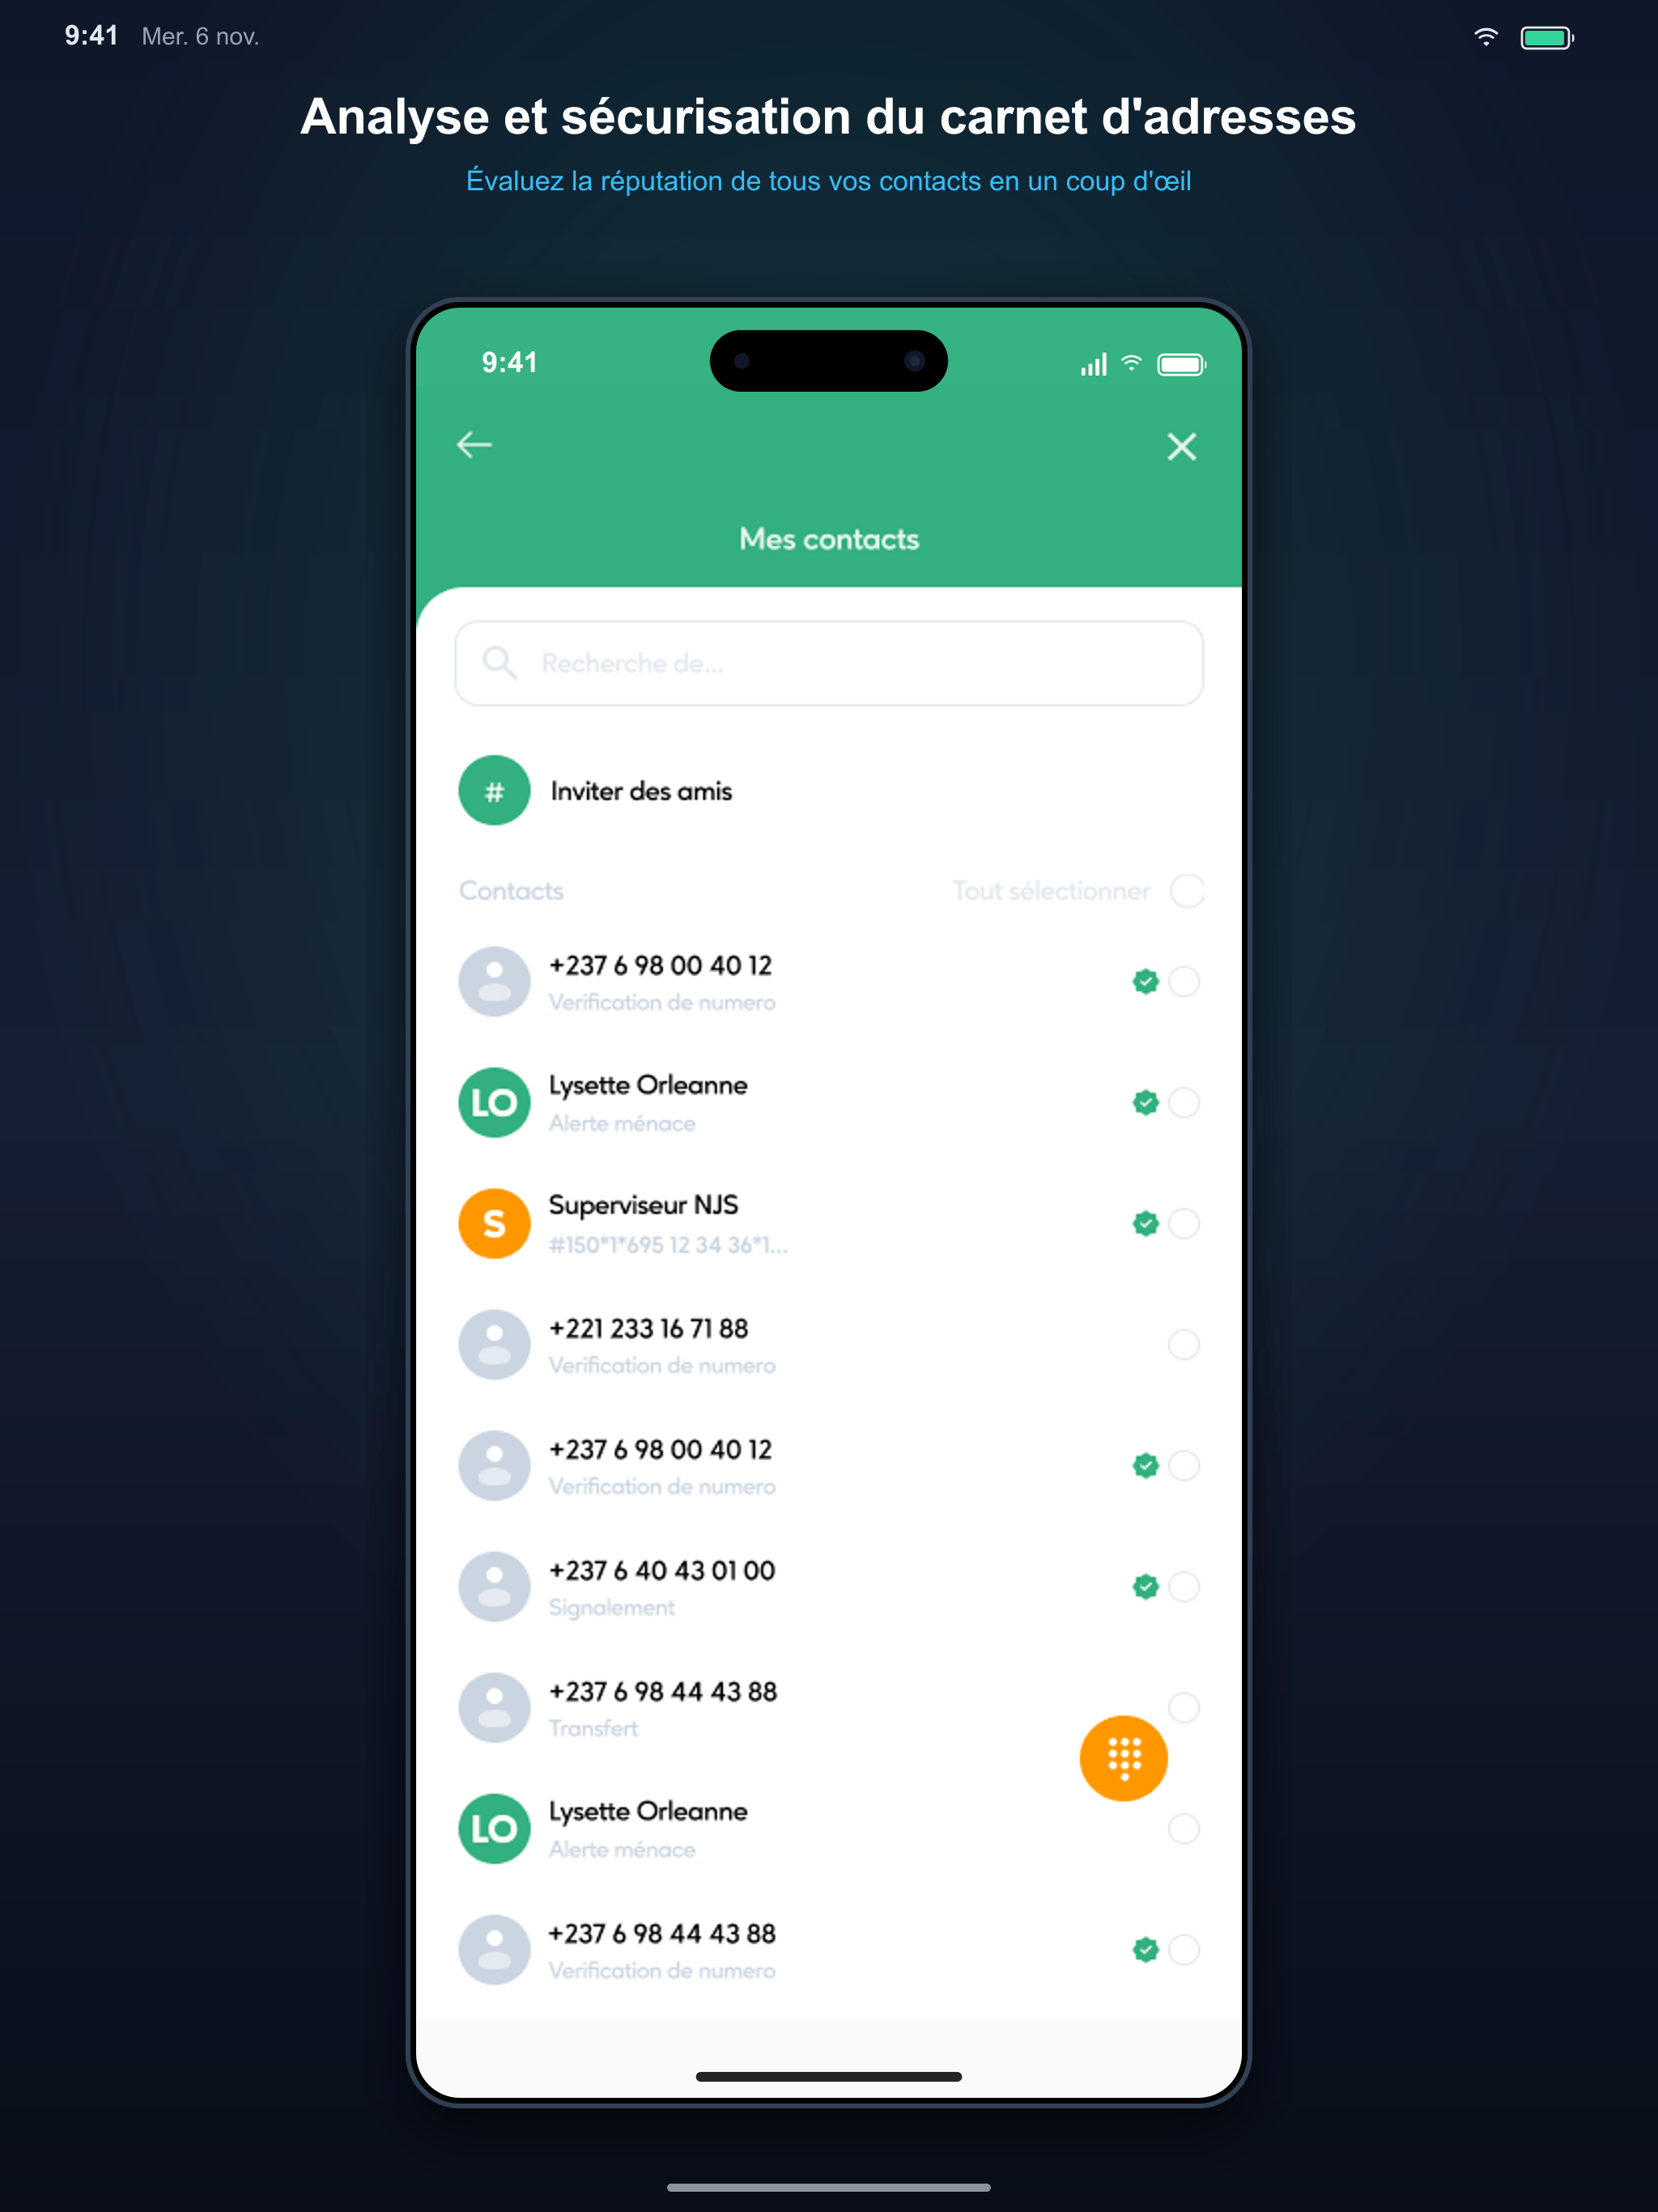 9:41 Mer. 6 nov.
Analyse et sécurisation du carnet d'adresses
Évaluez la réputation de tous vos contacts en un coup d'œil
9:41
Mes contacts
Recherche de...
# Inviter des amis
Contacts Tout sélectionner
+237 6 98 00 40 12
Verification de numero
LO Lysette Orleanne
Alerte ménace
S Superviseur NJS
#150*1*695 12 34 36*1...
+221 233 16 71 88
Verification de numero
+237 6 98 00 40 12
Verification de numero
+237 6 40 43 01 00
Signalement
+237 6 98 44 43 88
Transfert
LO Lysette Orleanne
Alerte ménace
+237 6 98 44 43 88
Verification de numero